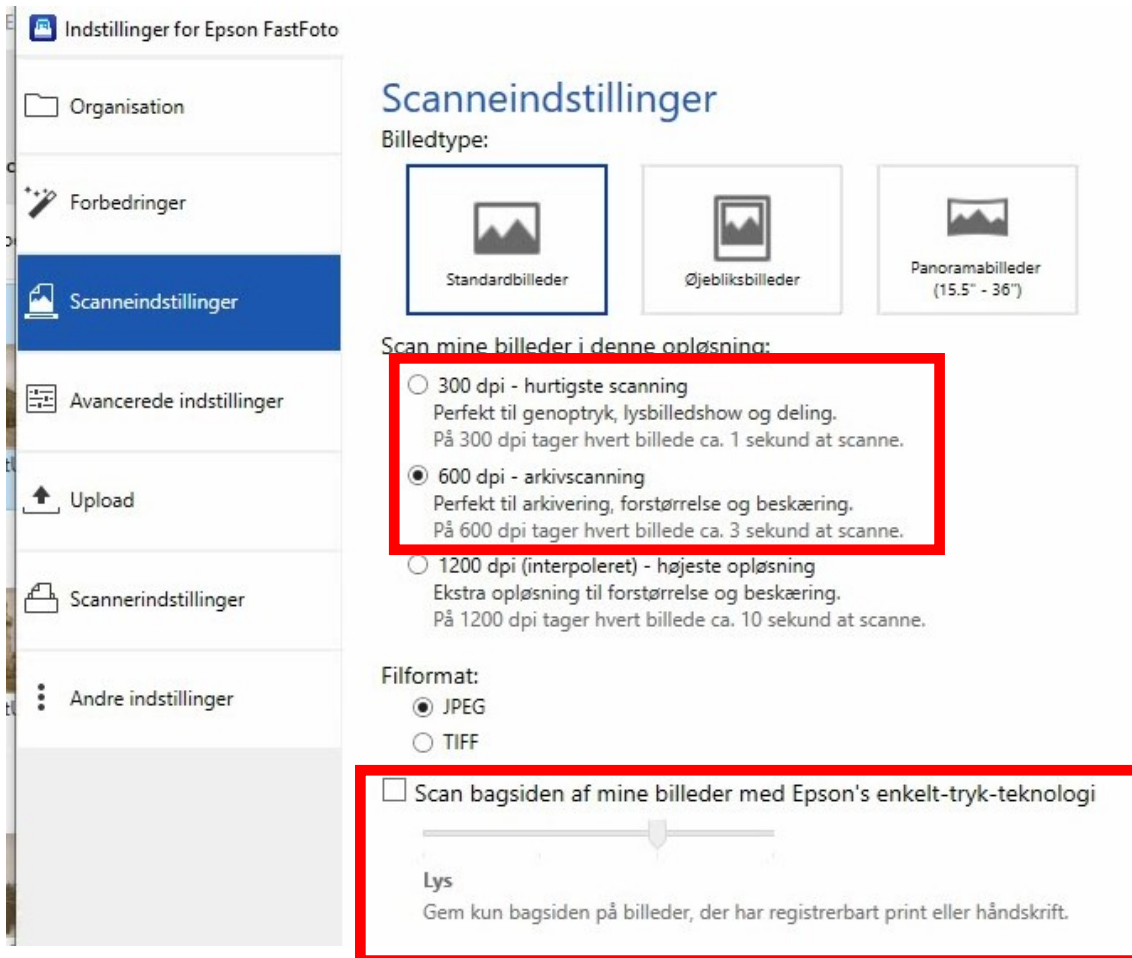 Indstillinger for Epson FastFoto
Organisation
Forbedringer
Scanneindstillinger
Avancerede indstillinger
Upload
Scannerindstillinger
Andre indstillinger
Scanneindstillinger
Billedtype:
Standardbilleder
Øjebliksbilleder
Panoramabilleder
(15.5" - 36")
Scan mine billeder i denne opløsning:
300 dpi - hurtigste scanning
Perfekt til genoptryk, lysbilledshow og deling.
På 300 dpi tager hvert billede ca. 1 sekund at scanne.
600 dpi - arkivscanning
Perfekt til arkivering, forstørrelse og beskæring.
På 600 dpi tager hvert billede ca. 3 sekund at scanne.
1200 dpi (interpoleret) - højeste opløsning
Ekstra opløsning til forstørrelse og beskæring.
På 1200 dpi tager hvert billede ca. 10 sekund at scanne.
Filformat:
JPEG
TIFF
Scan bagsiden af mine billeder med Epson's enkelt-tryk-teknologi
Lys
Gem kun bagsiden på billeder, der har registrerbart print eller håndskrift.